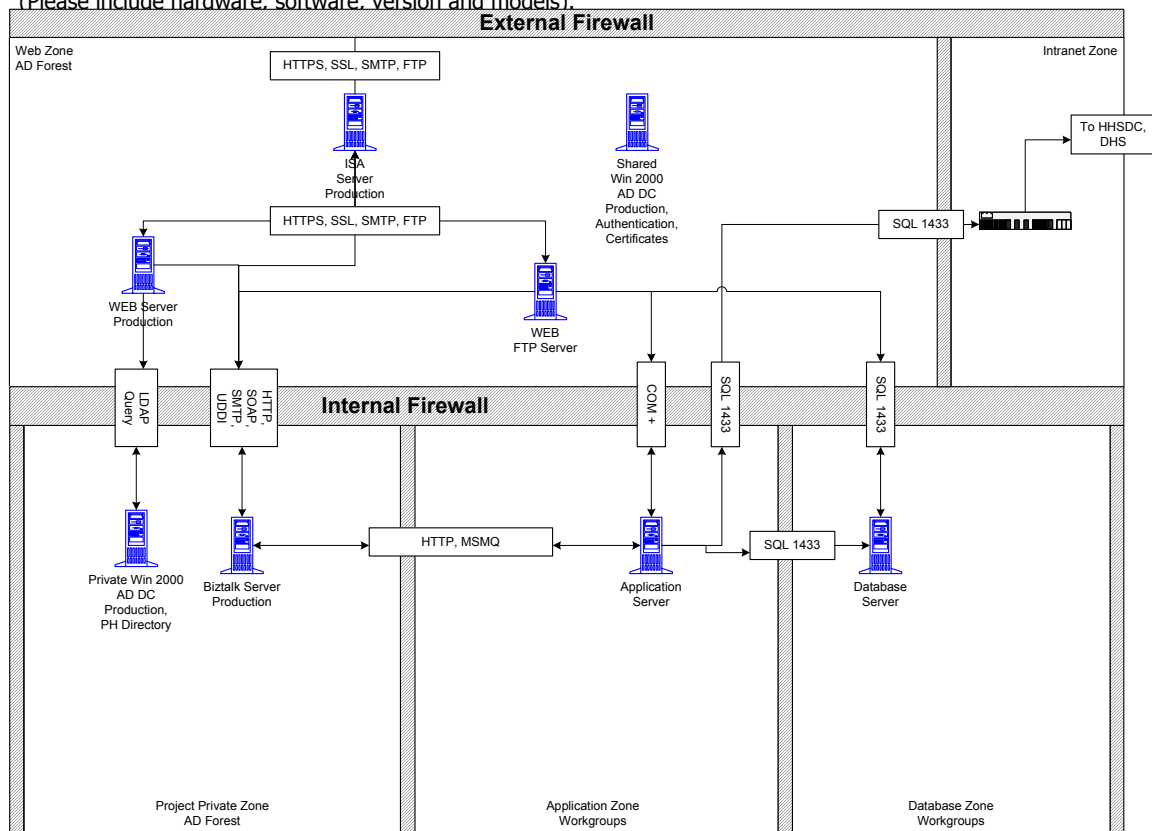 (Please include hardware, software, version and models).
External Firewall
Web Zone
AD Forest
Intranet Zone
HTTPS, SSL, SMTP, FTP
To HHSDC,
DHS
ISA
Server
Production
Shared
Win 2000
AD DC
Production,
Authentication,
Certificates
HTTPS, SSL, SMTP, FTP
SQL 1433
WEB Server
Production
WEB
FTP Server
LDAP
Query
HTTP,
SOAP,
SMTP,
UDDI
Internal Firewall
COM +
SQL 1433
SQL 1433
HTTP, MSMQ
SQL 1433
Private Win 2000
AD DC
Production,
PH Directory
Biztalk Server
Production
Application
Server
Database
Server
Project Private Zone
AD Forest
Application Zone
Workgroups
Database Zone
Workgroups